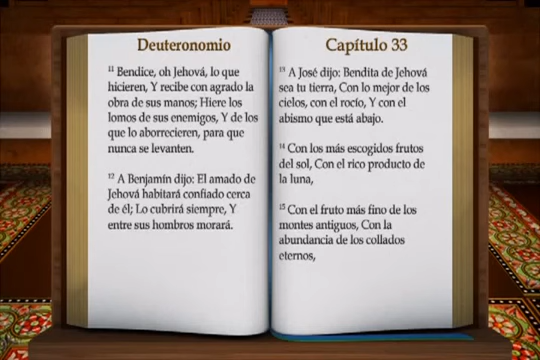 Deuteronomio
11 Bendice, oh Jehová, lo que
hicieren, Y recibe con agrado la
obra de sus manos; Hiere los
lomos de sus enemigos, Y de los
que lo aborrecieren, para que
nunca se levanten.
12 A Benjamín dijo: El amado de
Jehová habitará confiado cerca
de él; Lo cubrirá siempre, Y
entre sus hombros morará.
Capítulo 33
13 A José dijo: Bendita de Jehová
sea tu tierra, Con lo mejor de los
cielos, con el rocío, Y con el
abismo que está abajo.
14 Con los más escogidos frutos
del sol, Con el rico producto de
la luna,
15 Con el fruto más fino de los
montes antiguos, Con la
abundancia de los collados
eternos,